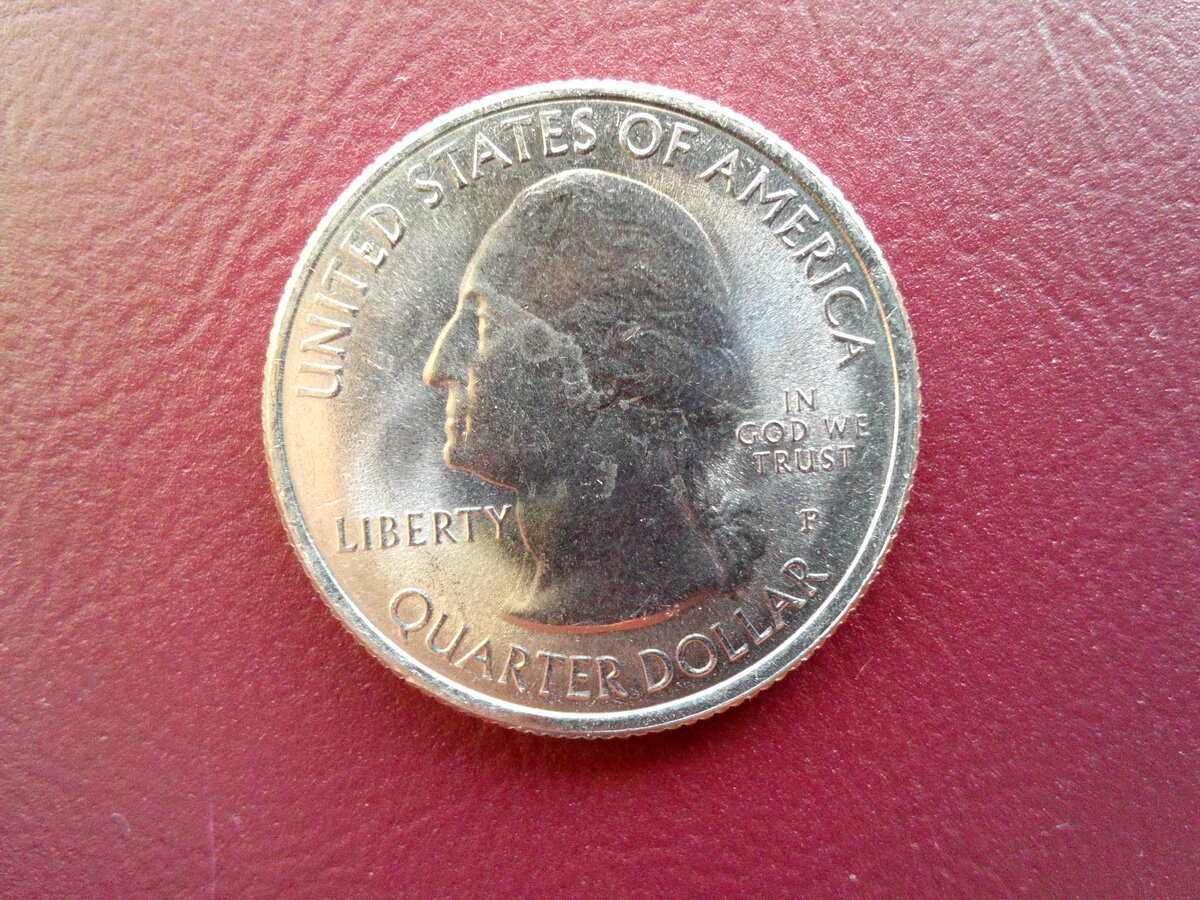 UNITED STATES OF AMERICA
LIBERTY
IN
GOD WE
TRUST
P
QUARTER DOLLAR